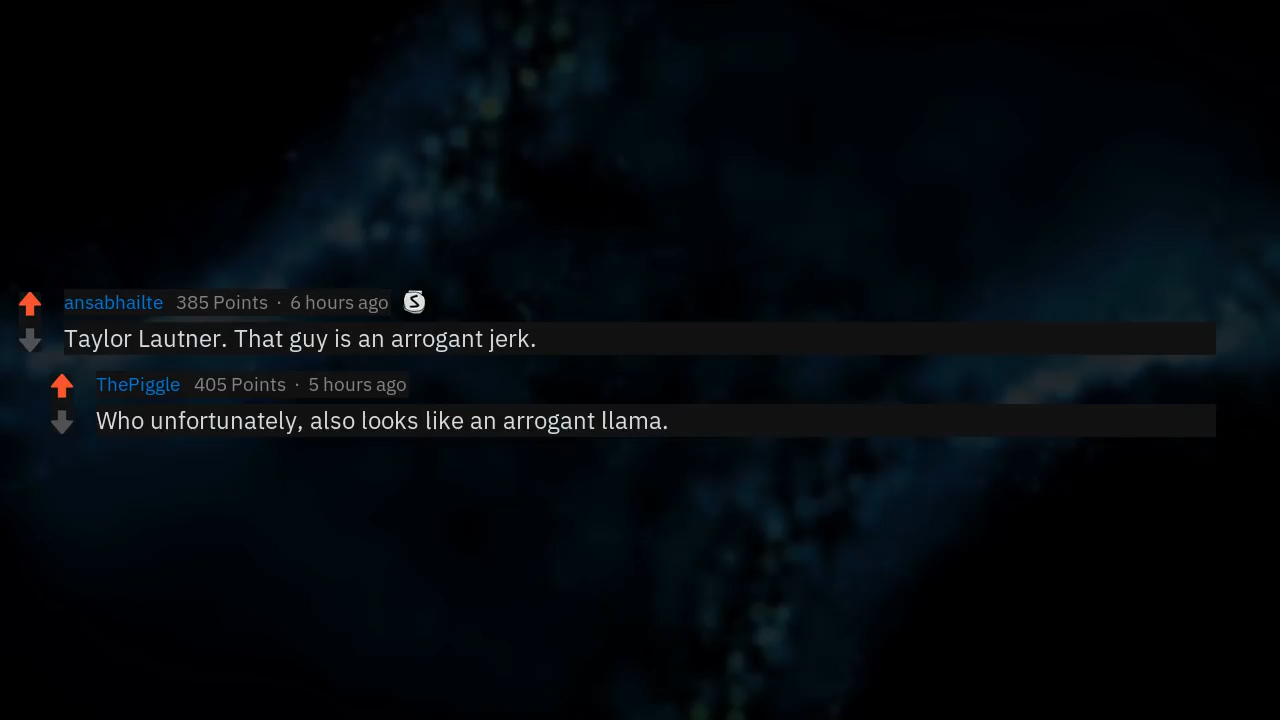 ansabhailte 385 Points · 6 hours ago S
Taylor Lautner. That guy is an arrogant jerk.
ThePiggle 405 Points · 5 hours ago
Who unfortunately, also looks like an arrogant llama.